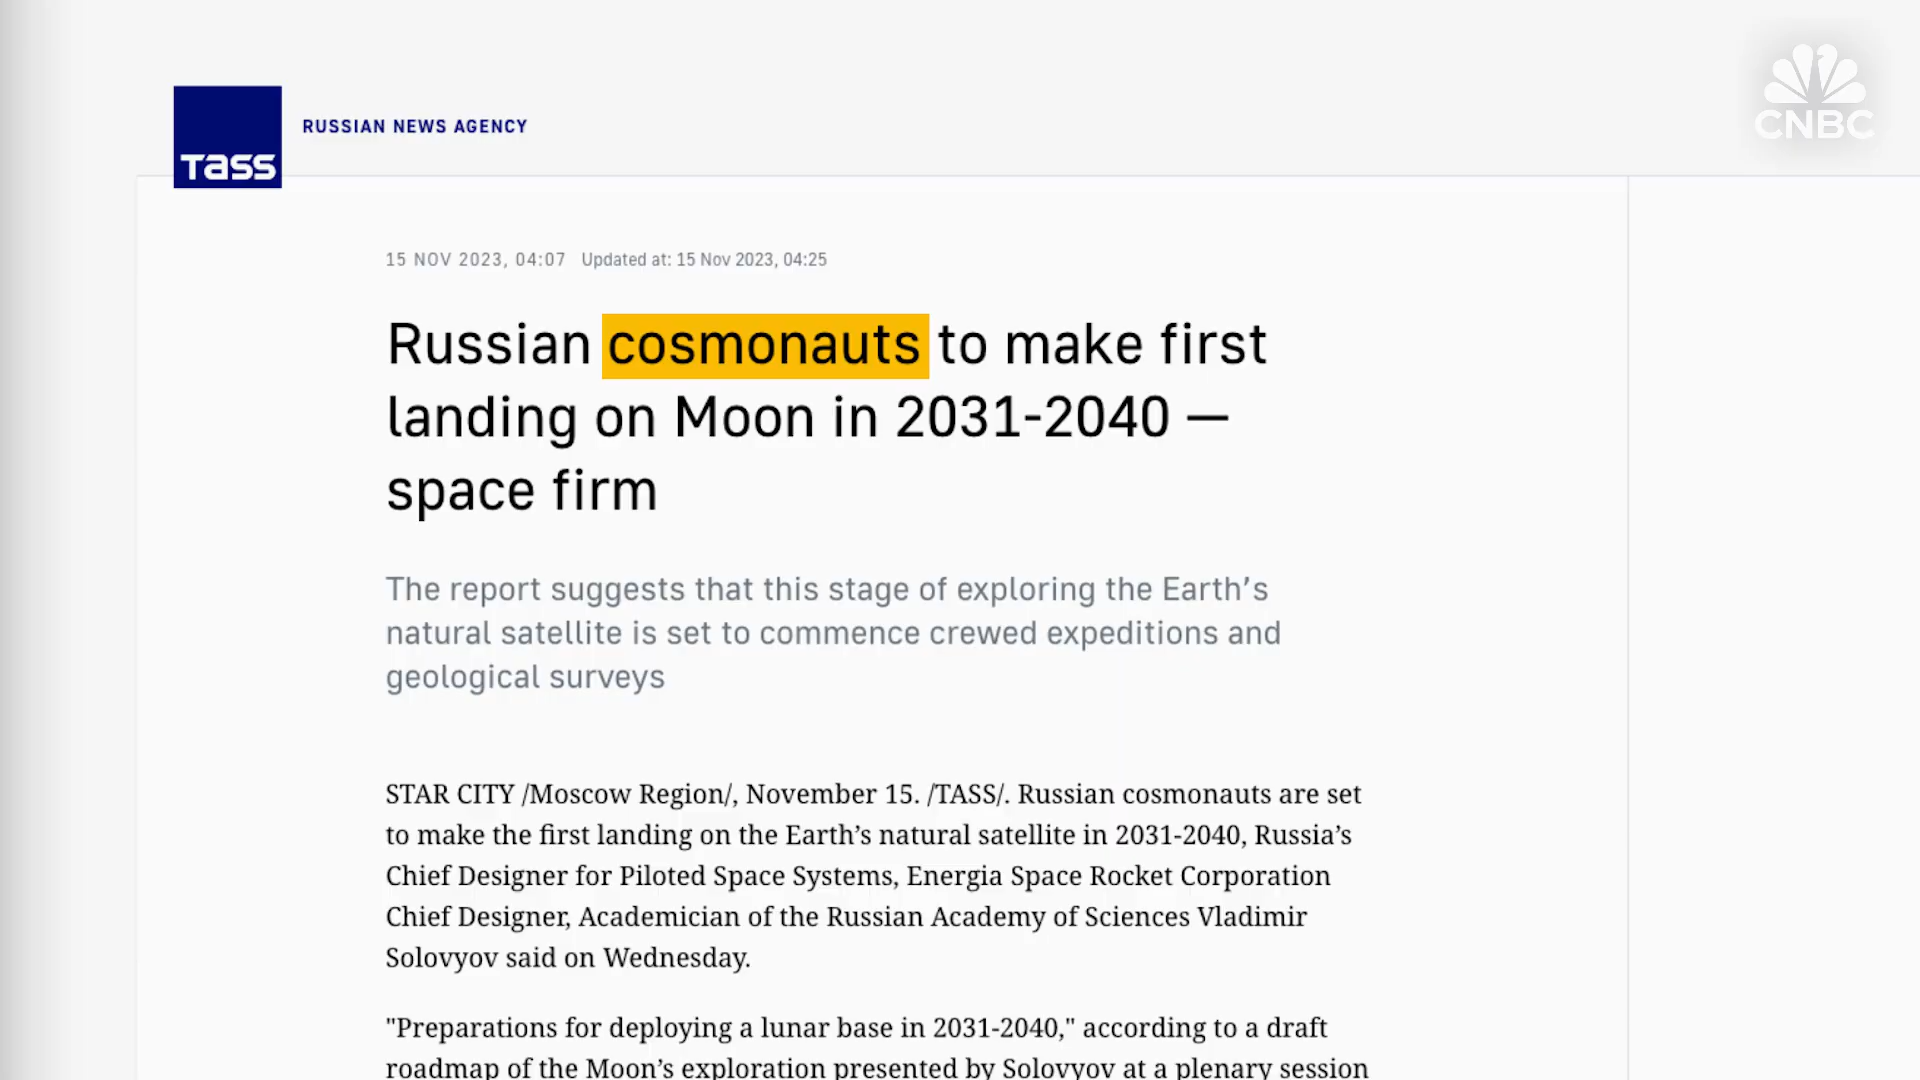 CNBC
TASS
RUSSIAN NEWS AGENCY
15 NOV 2023, 04:07 Updated at: 15 Nov 2023, 04:25
Russian cosmonauts to make first
landing on Moon in 2031-2040 —
space firm
The report suggests that this stage of exploring the Earth’s
natural satellite is set to commence crewed expeditions and
geological surveys
STAR CITY /Moscow Region/, November 15. /TASS/. Russian cosmonauts are set
to make the first landing on the Earth’s natural satellite in 2031-2040, Russia’s
Chief Designer for Piloted Space Systems, Energia Space Rocket Corporation
Chief Designer, Academician of the Russian Academy of Sciences Vladimir
Solovyov said on Wednesday.
"Preparations for deploying a lunar base in 2031-2040," according to a draft
roadmap of the Moon’s exploration presented by Solovyov at a plenary session